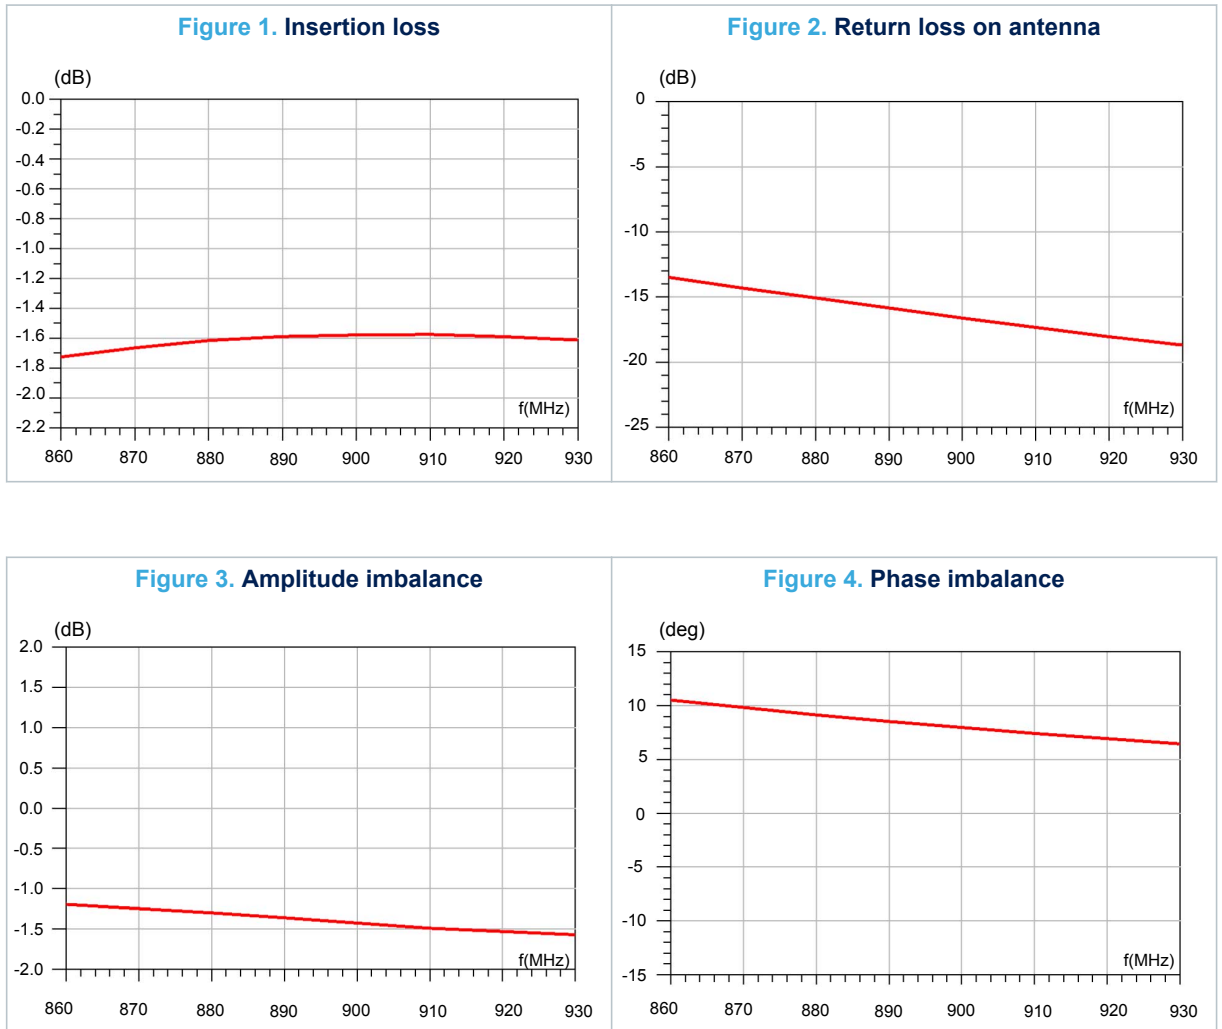 Figure 1. Insertion loss
(dB)
0.0
-0.2
-0.4
-0.6
-0.8
-1.0
-1.2
-1.4
-1.6
-1.8
-2.0
-2.2
f(MHz)
860 870 880 890 900 910 920 930
Figure 2. Return loss on antenna
(dB)
0
-5
-10
-15
-20
-25
f(MHz)
860 870 880 890 900 910 920 930
Figure 3. Amplitude imbalance
(dB)
2.0
1.5
1.0
0.5
0.0
-0.5
-1.0
-1.5
-2.0
f(MHz)
860 870 880 890 900 910 920 930
Figure 4. Phase imbalance
(deg)
15
10
5
0
-5
-10
-15
f(MHz)
860 870 880 890 900 910 920 930